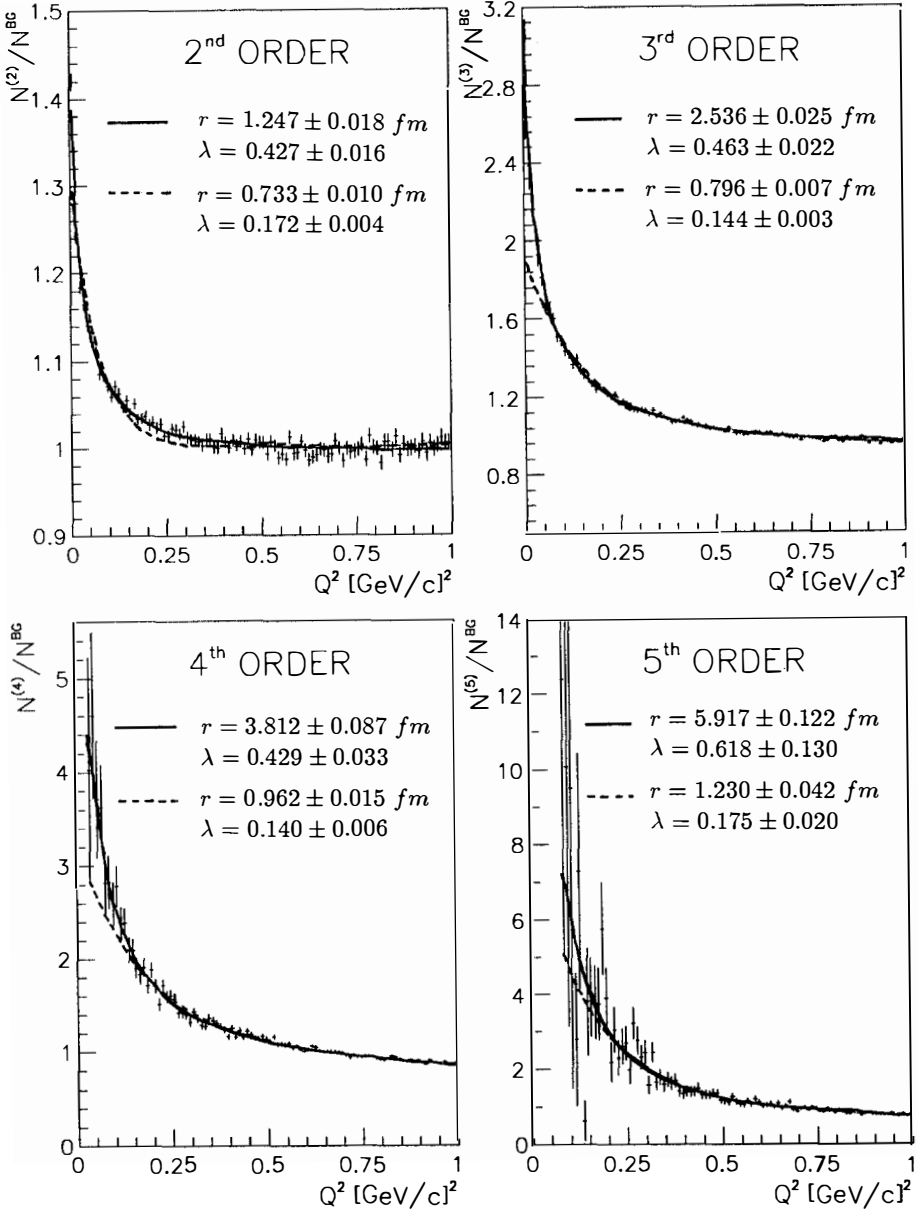 N^(2)/N^BG
1.5
1.4
1.3
1.2
1.1
1
0.9
2nd ORDER
r = 1.247 ± 0.018 fm
λ = 0.427 ± 0.016
r = 0.733 ± 0.010 fm
λ = 0.172 ± 0.004
0 0.25 0.5 0.75 1
Q² [GeV/c]²
N^(3)/N^BG
3.2
2.8
2.4
2
1.6
1.2
0.8
3rd ORDER
r = 2.536 ± 0.025 fm
λ = 0.463 ± 0.022
r = 0.796 ± 0.007 fm
λ = 0.144 ± 0.003
0 0.25 0.5 0.75 1
Q² [GeV/c]²
N^(4)/N^BG
5
4
3
2
1
0
4th ORDER
r = 3.812 ± 0.087 fm
λ = 0.429 ± 0.033
r = 0.962 ± 0.015 fm
λ = 0.140 ± 0.006
0 0.25 0.5 0.75 1
Q² [GeV/c]²
N^(5)/N^BG
14
12
10
8
6
4
2
0
5th ORDER
r = 5.917 ± 0.122 fm
λ = 0.618 ± 0.130
r = 1.230 ± 0.042 fm
λ = 0.175 ± 0.020
0 0.25 0.5 0.75 1
Q² [GeV/c]²